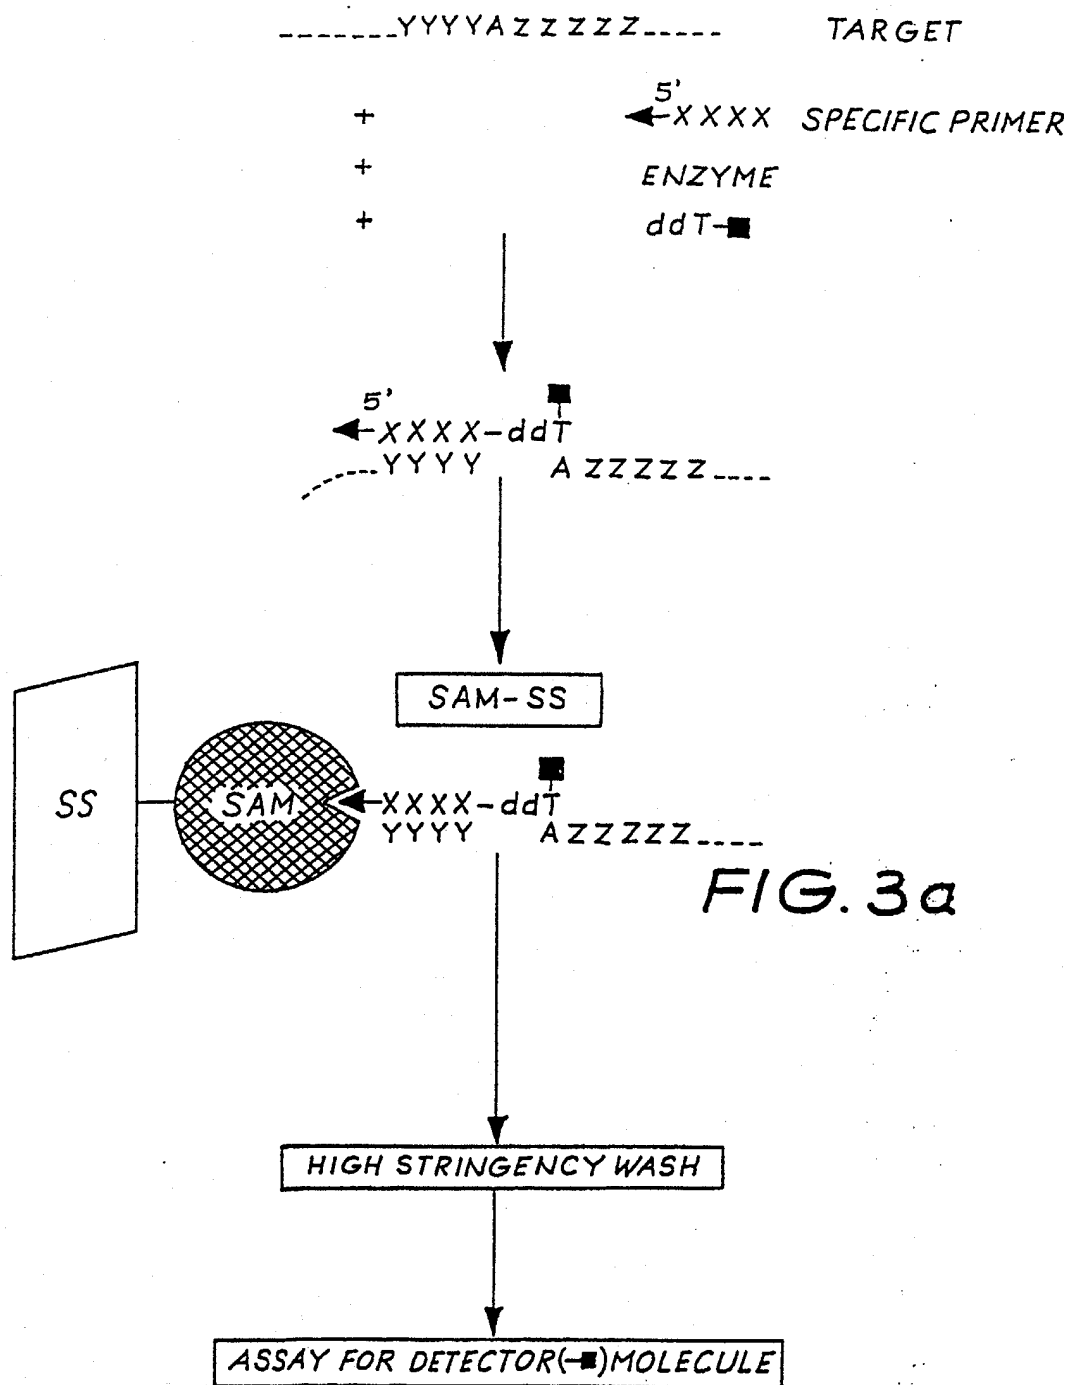 -------YYYYAZZZZZ----- TARGET
5'
+ XXXX SPECIFIC PRIMER
+ ENZYME
+ ddT-■
5'
XXXX-ddT
----YYYY AZZZZZ----
SAM-SS
SS SAM XXXX-ddT
YYYY AZZZZZ----
FIG. 3a
HIGH STRINGENCY WASH
ASSAY FOR DETECTOR(-■)MOLECULE